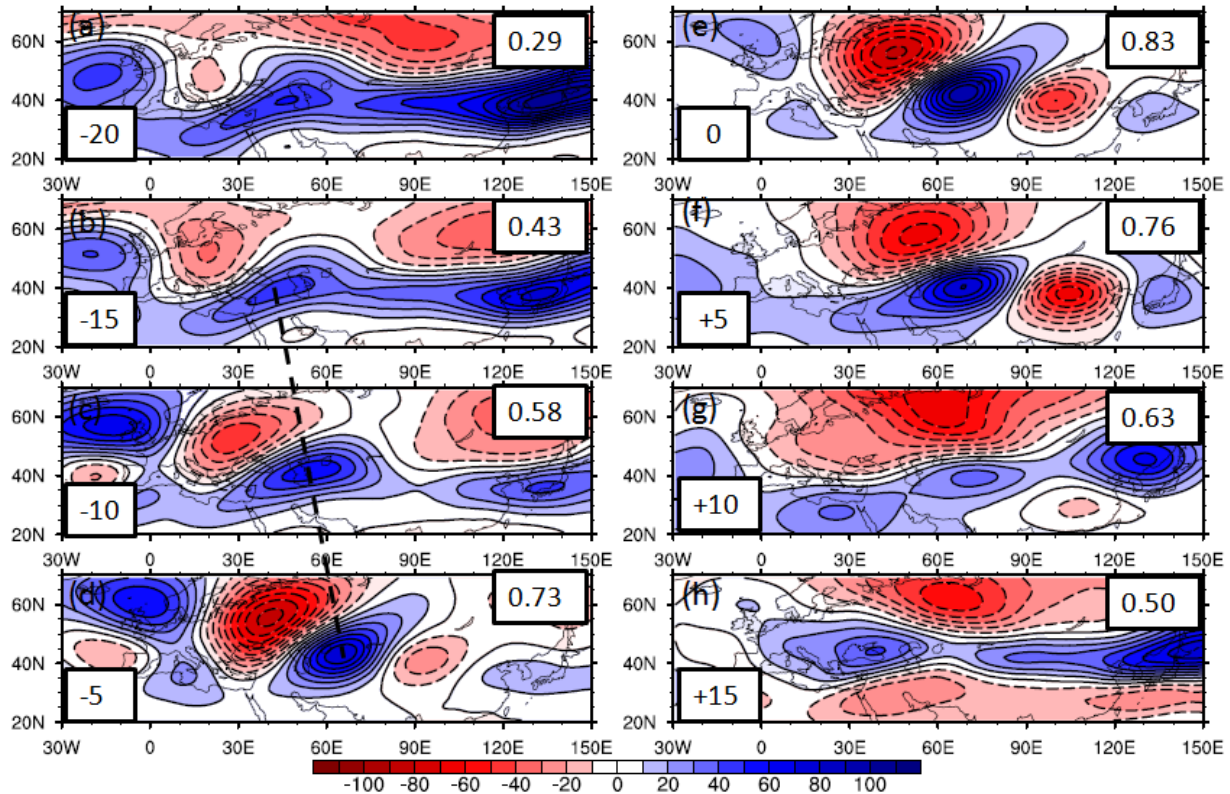 (a) 0.29
60N
40N
-20
20N
30W 0 30E 60E 90E 120E 150E
(b) 0.43
60N
40N
-15
20N
30W 0 30E 60E 90E 120E 150E
(c) 0.58
60N
40N
-10
20N
30W 0 30E 60E 90E 120E 150E
(d) 0.73
60N
40N
-5
20N
30W 0 30E 60E 90E 120E 150E
(e) 0.83
60N
40N
0
20N
30W 0 30E 60E 90E 120E 150E
(f) 0.76
60N
40N
+5
20N
30W 0 30E 60E 90E 120E 150E
(g) 0.63
60N
40N
+10
20N
30W 0 30E 60E 90E 120E 150E
(h) 0.50
60N
40N
+15
20N
30W 0 30E 60E 90E 120E 150E
-100 -80 -60 -40 -20 0 20 40 60 80 100